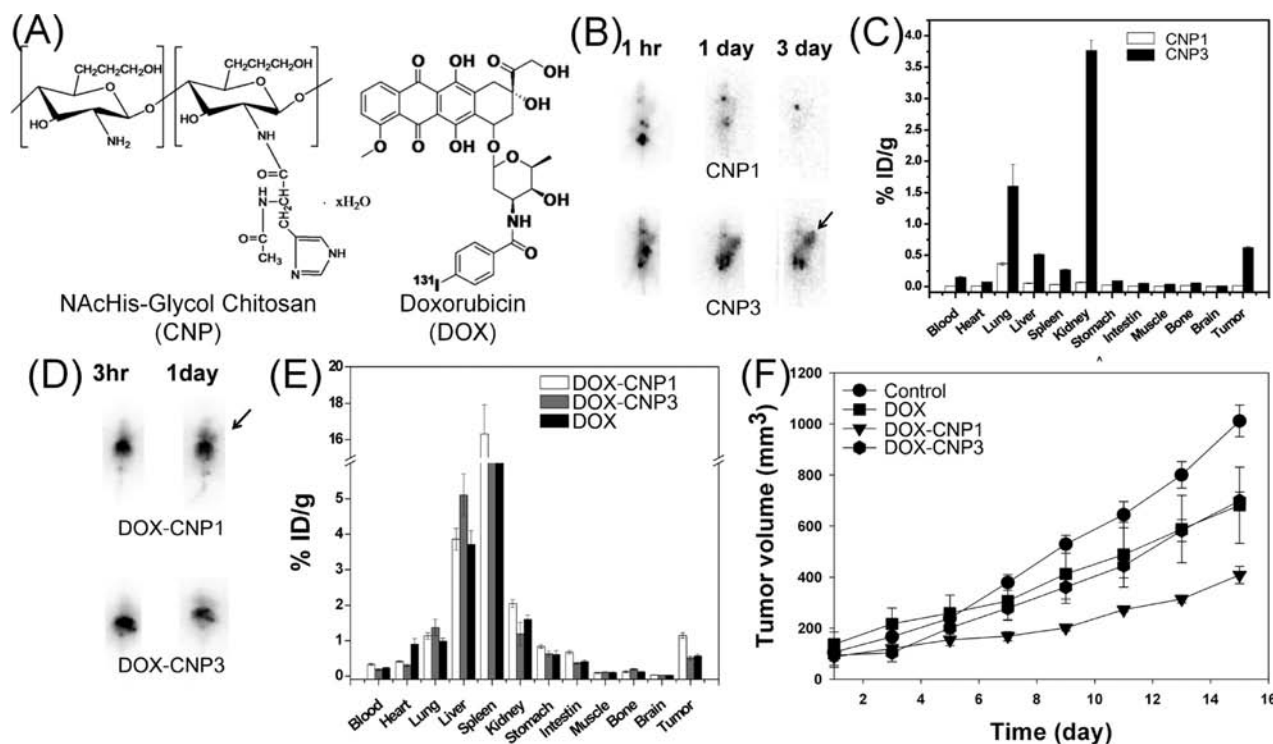 (A)
CH₂CH₂CH₂OH
CH₂CH₂CH₂OH
O
O
O
O
O
HO
HO
NH₂
NH
O
C
H
N
CH
CH₂
C
O
CH₃
N
NH
· xH₂O
NAcHis-Glycol Chitosan
(CNP)
O
OH
O
OH
OH
O
O
OH
O
O
OH
NH
O
131I
Doxorubicin
(DOX)
(B)
1 hr 1 day 3 day
CNP1
CNP3
(C)
CNP1
CNP3
% ID/g
4.0
3.5
3.0
2.5
2.0
1.5
1.0
0.5
0.0
Blood Heart Lung Liver Spleen Kidney Stomach Intestin Muscle Bone Brain Tumor
^
(D)
3hr 1day
DOX-CNP1
DOX-CNP3
(E)
DOX-CNP1
DOX-CNP3
DOX
% ID/g
20
18
16
5
4
3
2
1
0
Blood Heart Lung Liver Spleen Kidney Stomach Intestin Muscle Bone Brain Tumor
(F)
Control
DOX
DOX-CNP1
DOX-CNP3
Tumor volume (mm³)
1200
1000
800
600
400
200
0
2 4 6 8 10 12 14 16
Time (day)